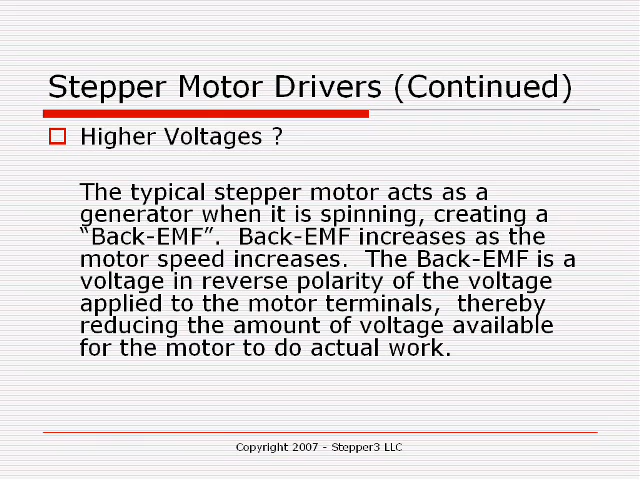 Stepper Motor Drivers (Continued)
Higher Voltages ?
The typical stepper motor acts as a
generator when it is spinning, creating a
“Back-EMF”.  Back-EMF increases as the
motor speed increases.  The Back-EMF is a
voltage in reverse polarity of the voltage
applied to the motor terminals,  thereby
reducing the amount of voltage available
for the motor to do actual work.
Copyright 2007 - Stepper3 LLC